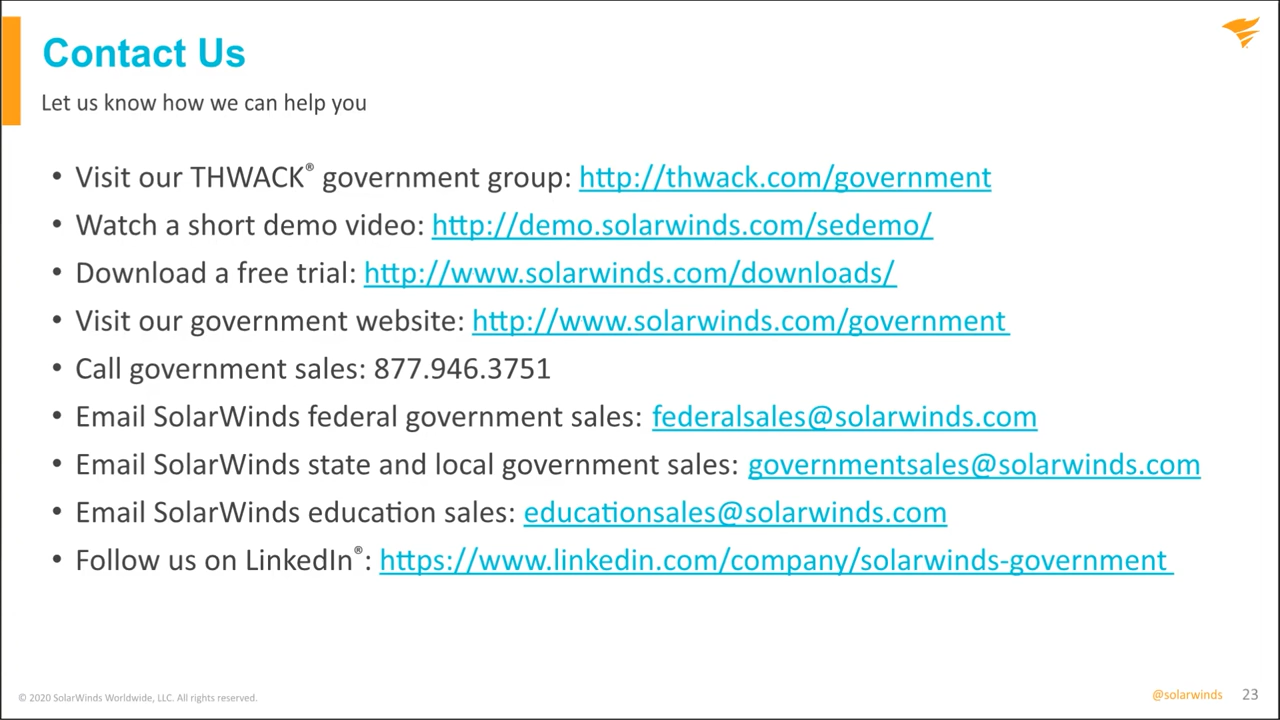 Contact Us
Let us know how we can help you
• Visit our THWACK® government group: http://thwack.com/government
• Watch a short demo video: http://demo.solarwinds.com/sedemo/
• Download a free trial: http://www.solarwinds.com/downloads/
• Visit our government website: http://www.solarwinds.com/government
• Call government sales: 877.946.3751
• Email SolarWinds federal government sales: federalsales@solarwinds.com
• Email SolarWinds state and local government sales: governmentsales@solarwinds.com
• Email SolarWinds education sales: educationsales@solarwinds.com
• Follow us on LinkedIn®: https://www.linkedin.com/company/solarwinds-government
© 2020 SolarWinds Worldwide, LLC. All rights reserved.
@solarwinds 23